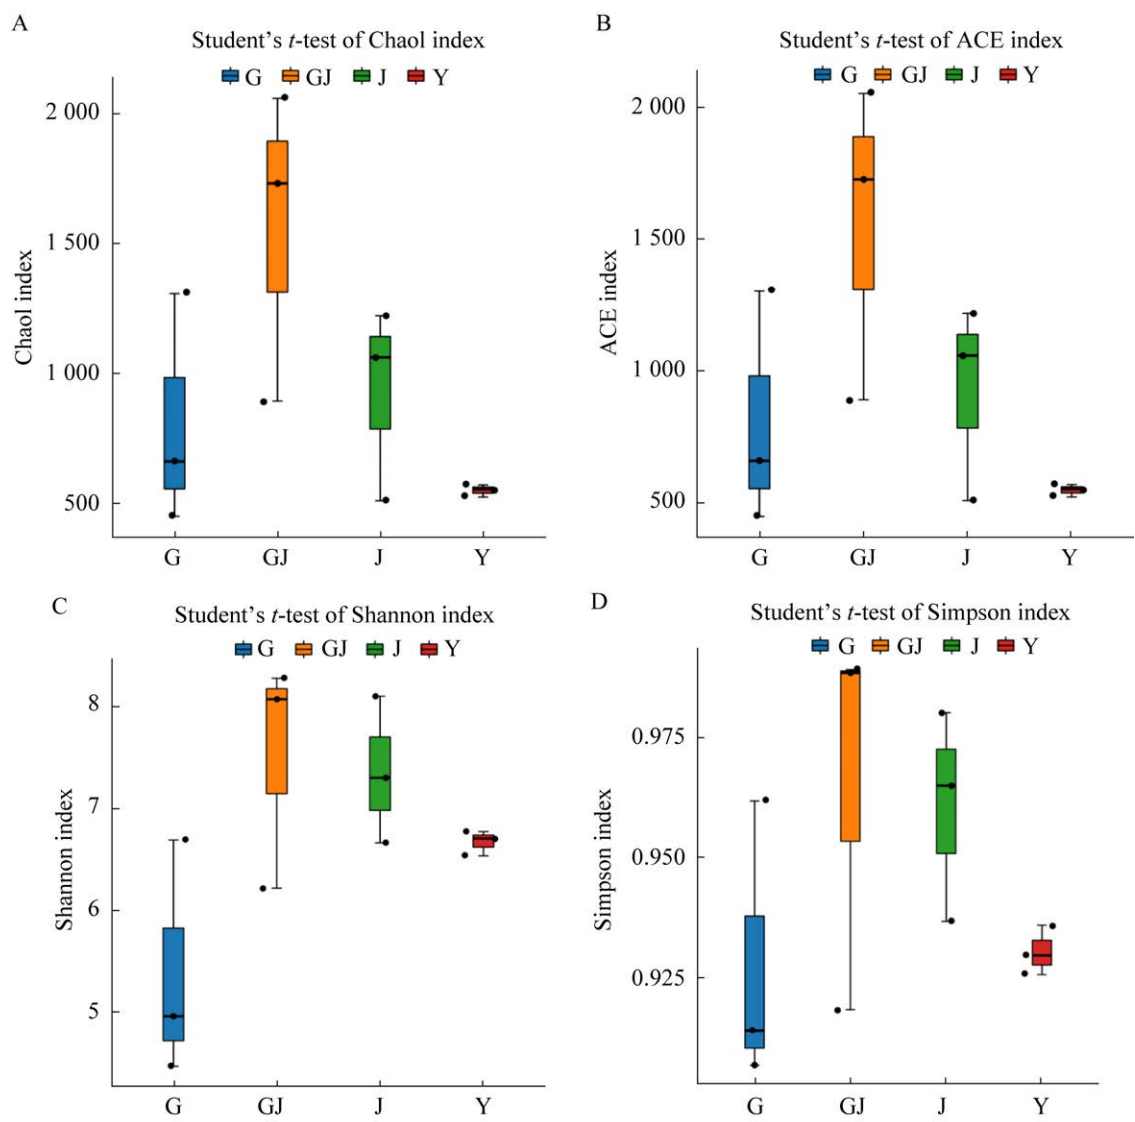 A
Student’s t-test of Chaol index
G GJ J Y
2 000
1 500
1 000
500
Chaol index
G GJ J Y
B
Student’s t-test of ACE index
G GJ J Y
2 000
1 500
1 000
500
ACE index
G GJ J Y
C
Student’s t-test of Shannon index
G GJ J Y
8
7
6
5
Shannon index
G GJ J Y
D
Student’s t-test of Simpson index
G GJ J Y
0.975
0.950
0.925
Simpson index
G GJ J Y